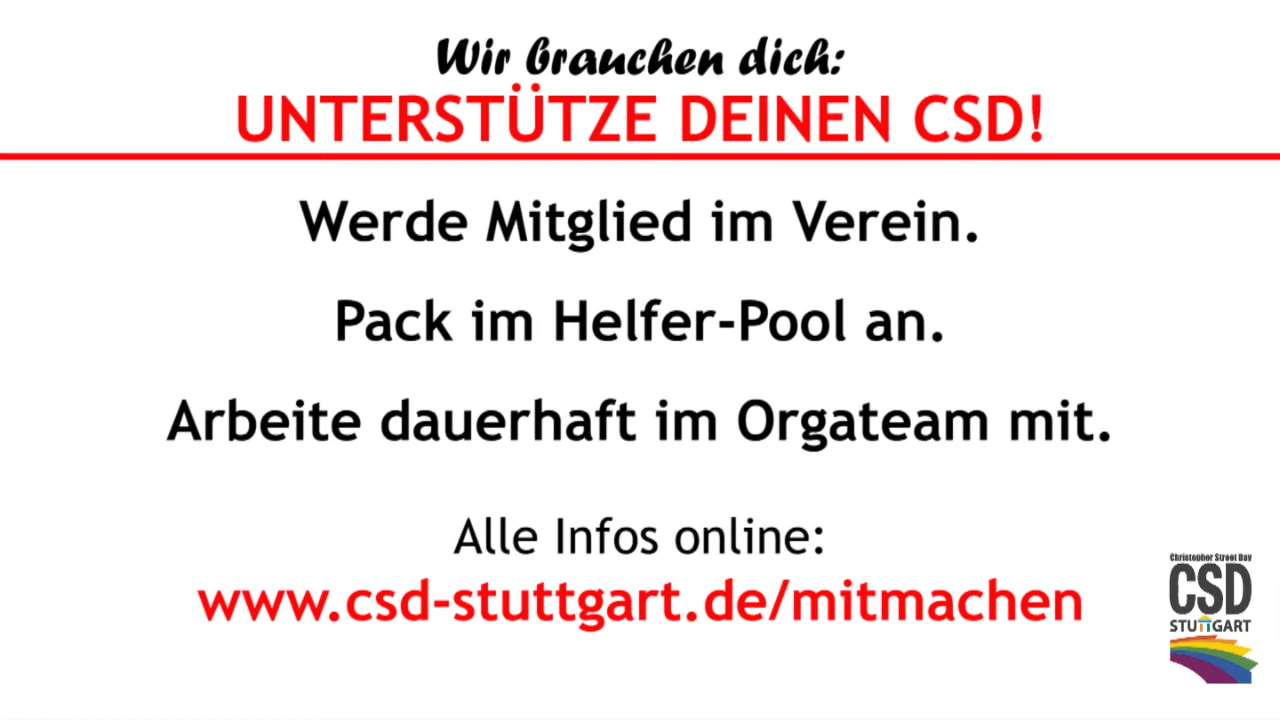 Wir brauchen dich:
UNTERSTÜTZE DEINEN CSD!
Werde Mitglied im Verein.
Pack im Helfer-Pool an.
Arbeite dauerhaft im Orgateam mit.
Alle Infos online:
www.csd-stuttgart.de/mitmachen
Christopher Street Day
CSD
STUTTGART